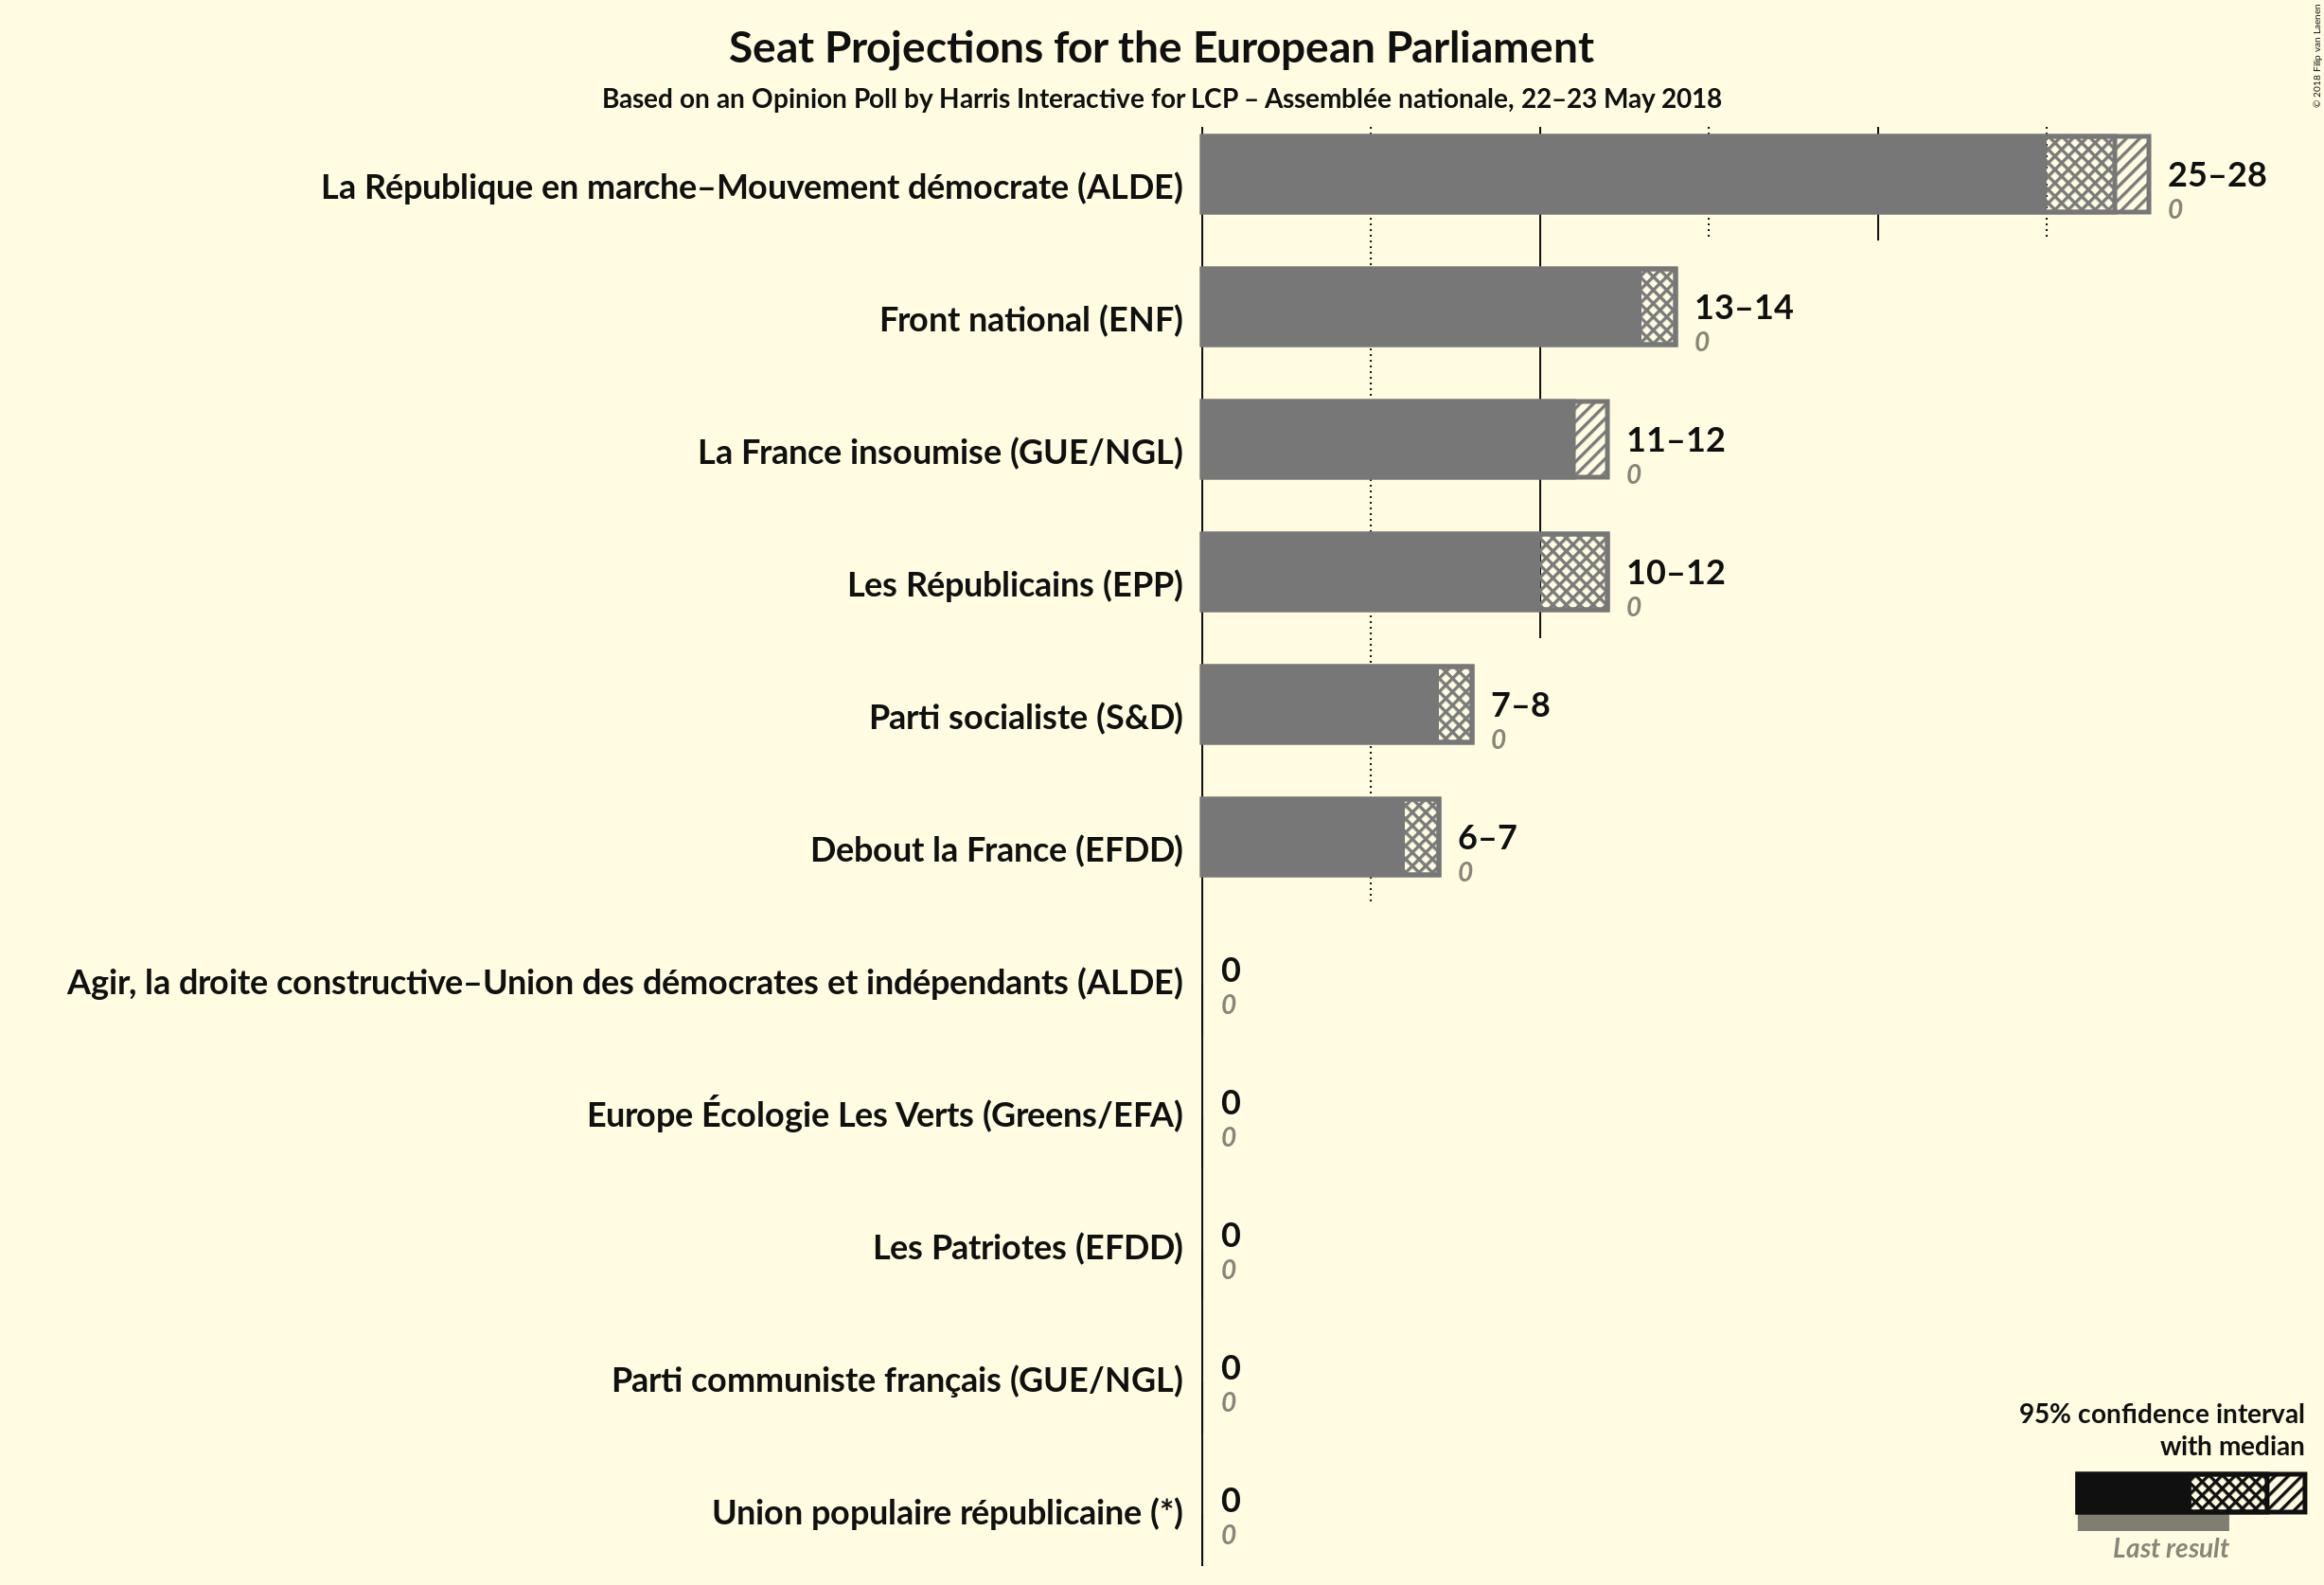 Seat Projections for the European Parliament
Based on an Opinion Poll by Harris Interactive for LCP – Assemblée nationale, 22–23 May 2018
© 2018 Filip van Laenen
La République en marche–Mouvement démocrate (ALDE)
25–28
0
Front national (ENF)
13–14
0
La France insoumise (GUE/NGL)
11–12
0
Les Républicains (EPP)
10–12
0
Parti socialiste (S&D)
7–8
0
Debout la France (EFDD)
6–7
0
Agir, la droite constructive–Union des démocrates et indépendants (ALDE)
0
0
Europe Écologie Les Verts (Greens/EFA)
0
0
Les Patriotes (EFDD)
0
0
Parti communiste français (GUE/NGL)
0
0
Union populaire républicaine (*)
0
0
95% confidence interval
with median
Last result